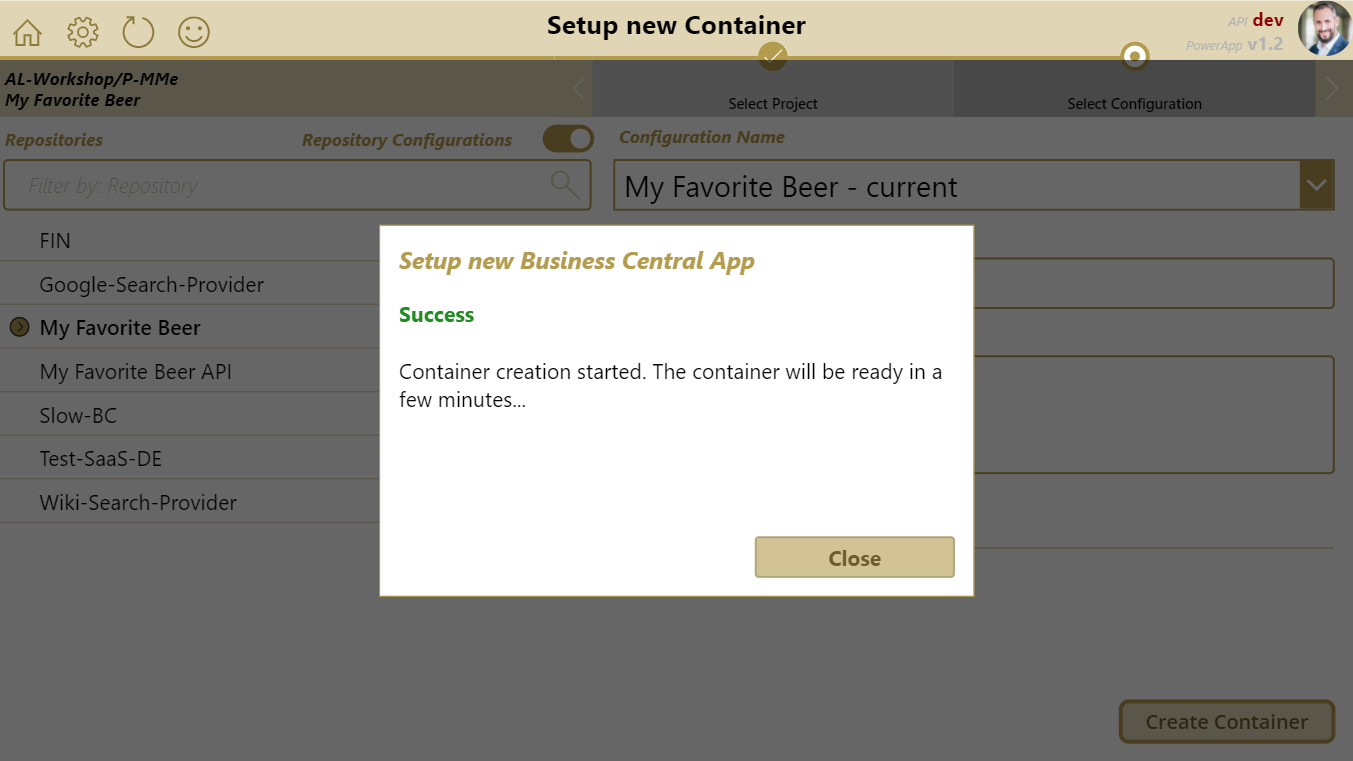 Setup new Container
API dev
PowerApp v1.2
AL-Workshop/P-MMe
My Favorite Beer
Select Project
Select Configuration
Repositories
Repository Configurations
Configuration Name
Filter by: Repository
My Favorite Beer - current
FIN
Google-Search-Provider
My Favorite Beer
My Favorite Beer API
Slow-BC
Test-SaaS-DE
Wiki-Search-Provider
Setup new Business Central App
Success
Container creation started. The container will be ready in a
few minutes...
Close
Create Container